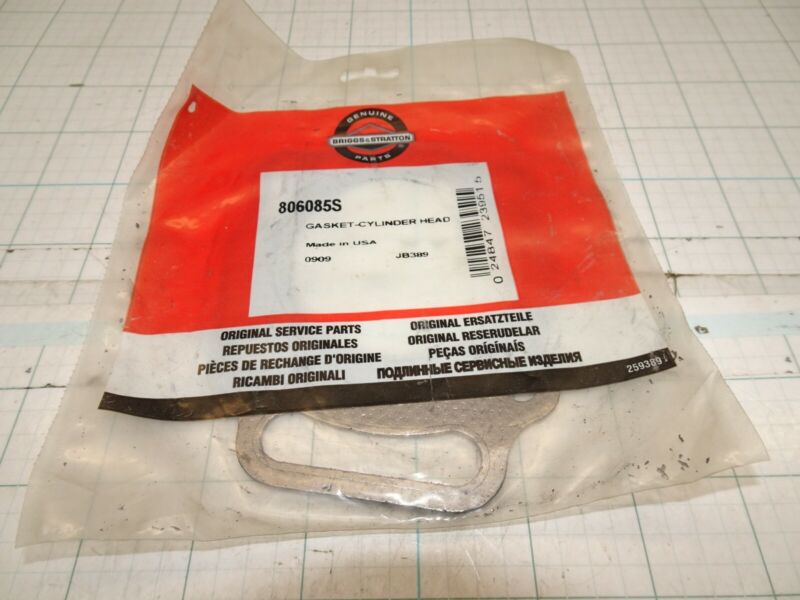 GENUINE
BRIGGS & STRATTON
PARTS
806085S
GASKET-CYLINDER HEAD
Made in USA
0909 JB389
0 24847 23951 5
ORIGINAL SERVICE PARTS
REPUESTOS ORIGINALES
PIÈCES DE RECHANGE D'ORIGINE
RICAMBI ORIGINALI
ORIGINAL ERSATZTEILE
ORIGINAL RESERUDELAR
PEÇAS ORIGÍNAIS
ПОДЛИННЫЕ СЕРВИСНЫЕ ИЗДЕЛИЯ
259389